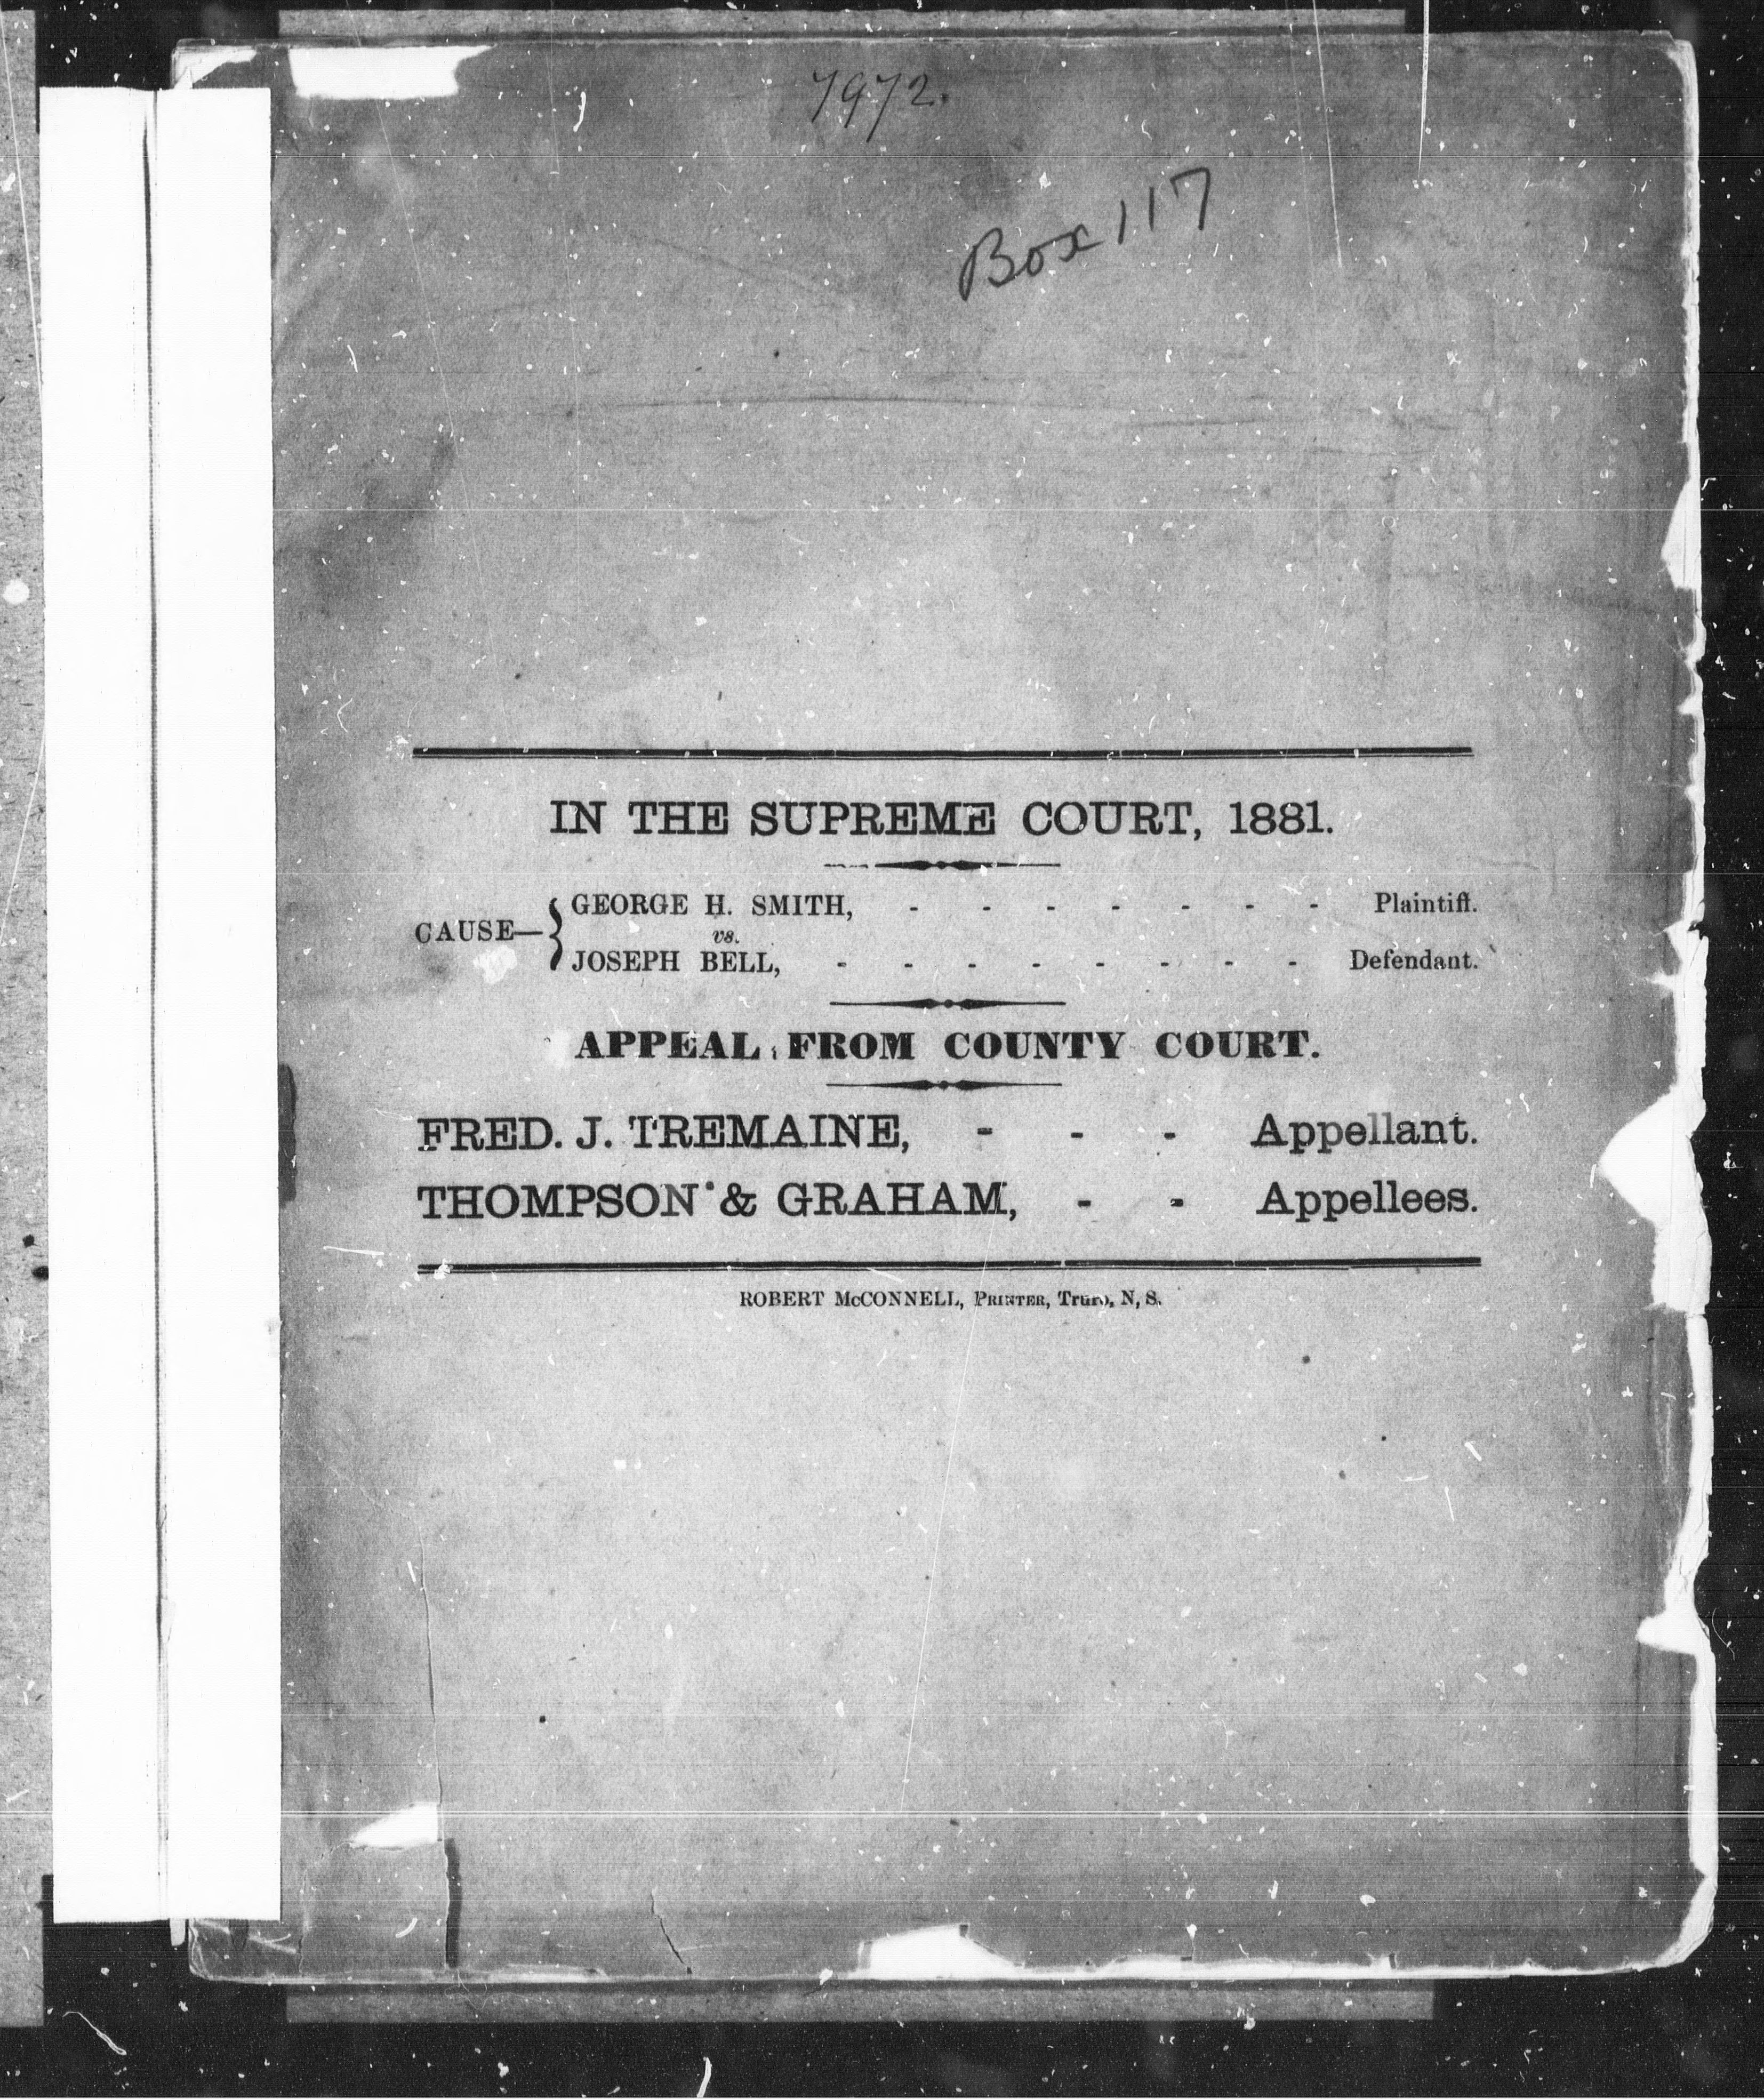 7972.
Box 117
IN THE SUPREME COURT, 1881.
GEORGE H. SMITH, - - - - - - - Plaintiff.
CAUSE— vs.
JOSEPH BELL, - - - - - - - - Defendant.
APPEAL FROM COUNTY COURT.
FRED. J. TREMAINE, - - - Appellant.
THOMPSON & GRAHAM, - - Appellees.
ROBERT McCONNELL, PRINTER, Truro, N, S.